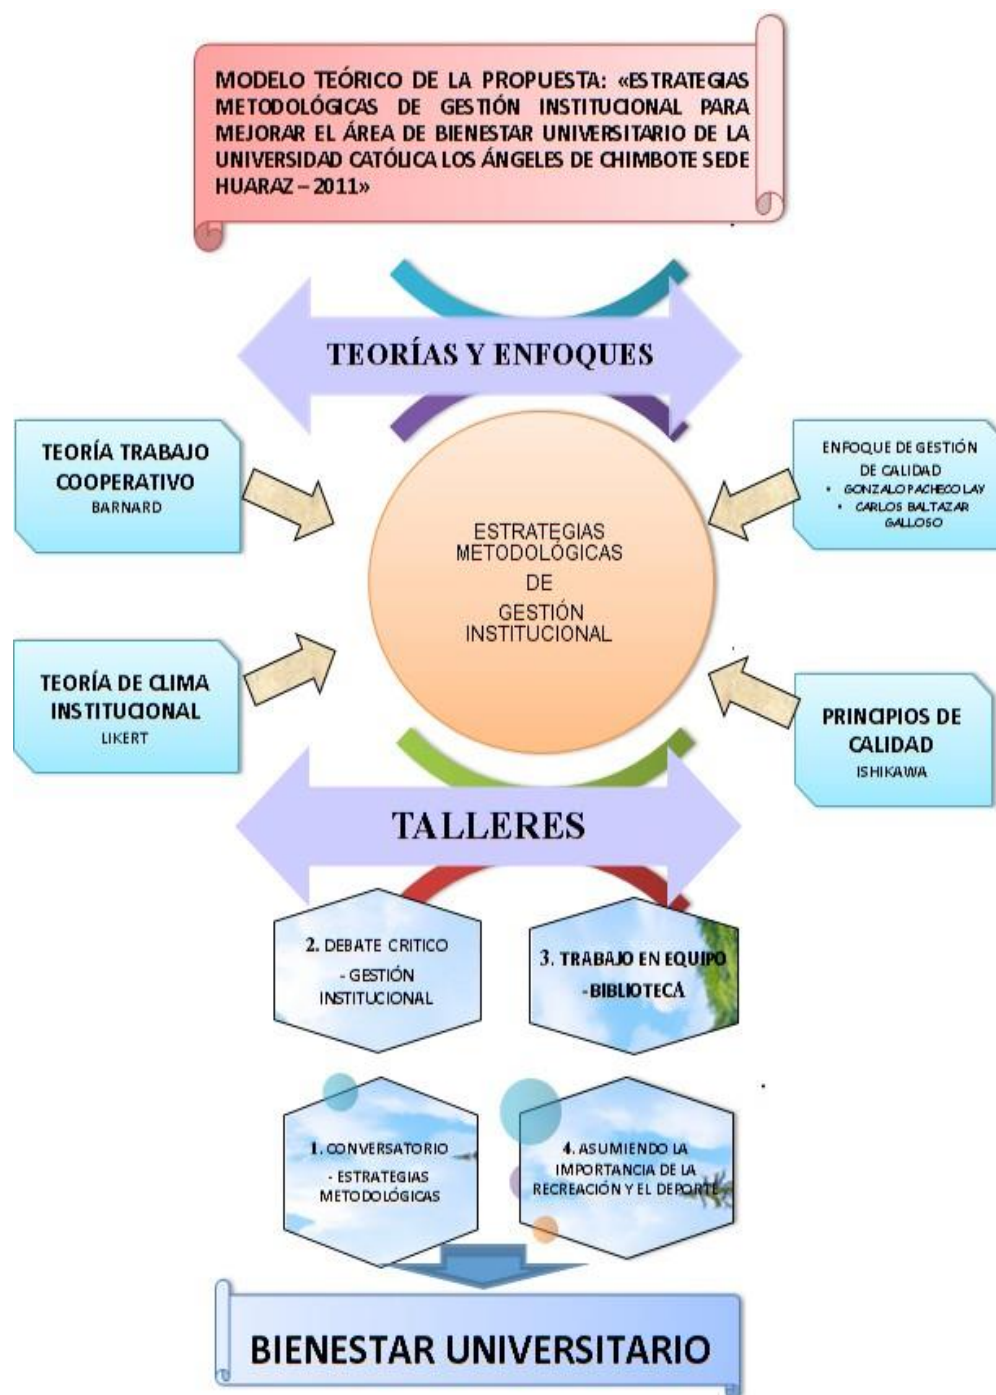 MODELO TEÓRICO DE LA PROPUESTA: «ESTRATEGIAS
METODOLÓGICAS DE GESTIÓN INSTITUCIONAL PARA
MEJORAR EL ÁREA DE BIENESTAR UNIVERSITARIO DE LA
UNIVERSIDAD CATÓLICA LOS ÁNGELES DE CHIMBOTE SEDE
HUARAZ – 2011»
TEORÍAS Y ENFOQUES
TEORÍA TRABAJO
COOPERATIVO
BARNARD
ENFOQUE DE GESTIÓN
DE CALIDAD
• GONZALO PACHECO LAY
• CARLOS BALTAZAR
GALLOSO
ESTRATEGIAS
METODOLÓGICAS
DE
GESTIÓN
INSTITUCIONAL
TEORÍA DE CLIMA
INSTITUCIONAL
LIKERT
PRINCIPIOS DE
CALIDAD
ISHIKAWA
TALLERES
2. DEBATE CRITICO
- GESTIÓN
INSTITUCIONAL
3. TRABAJO EN EQUIPO
-BIBLIOTECA
1. CONVERSATORIO
- ESTRATEGIAS
METODOLÓGICAS
4. ASUMIENDO LA
IMPORTANCIA DE LA
RECREACIÓN Y EL DEPORTE
BIENESTAR UNIVERSITARIO